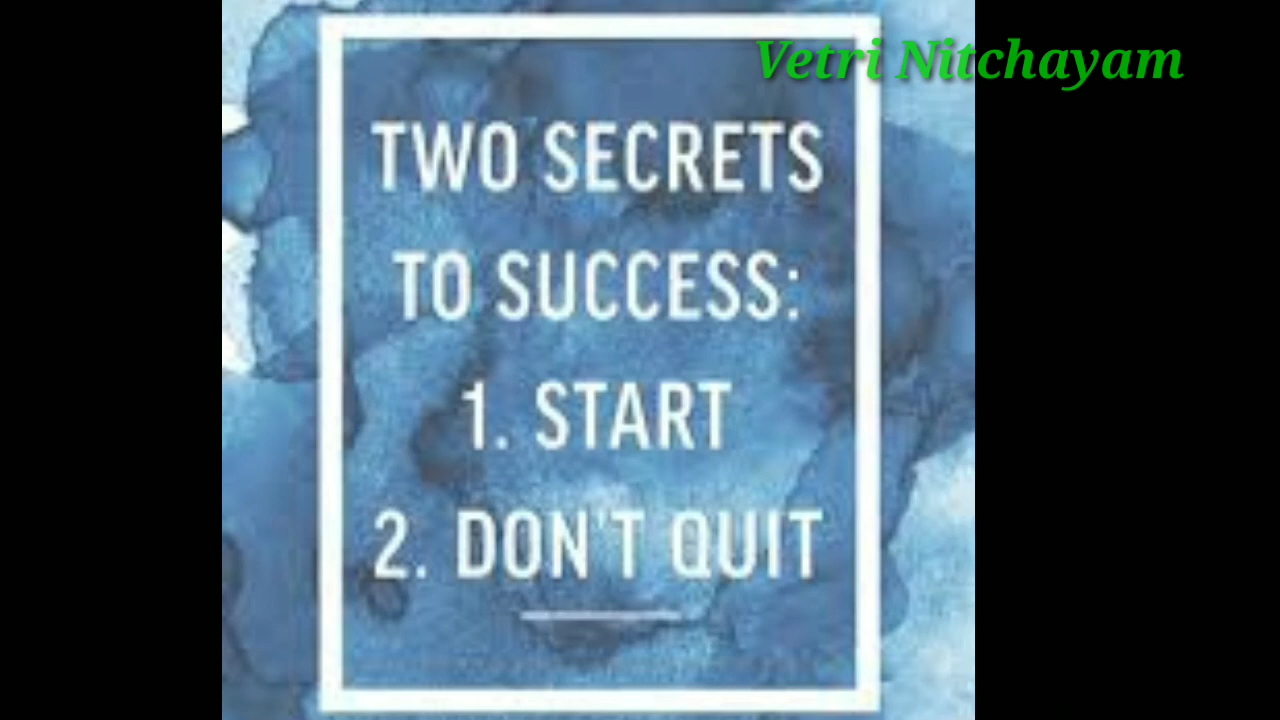 Vetri Nitchayam
TWO SECRETS
TO SUCCESS:
1. START
2. DON'T QUIT